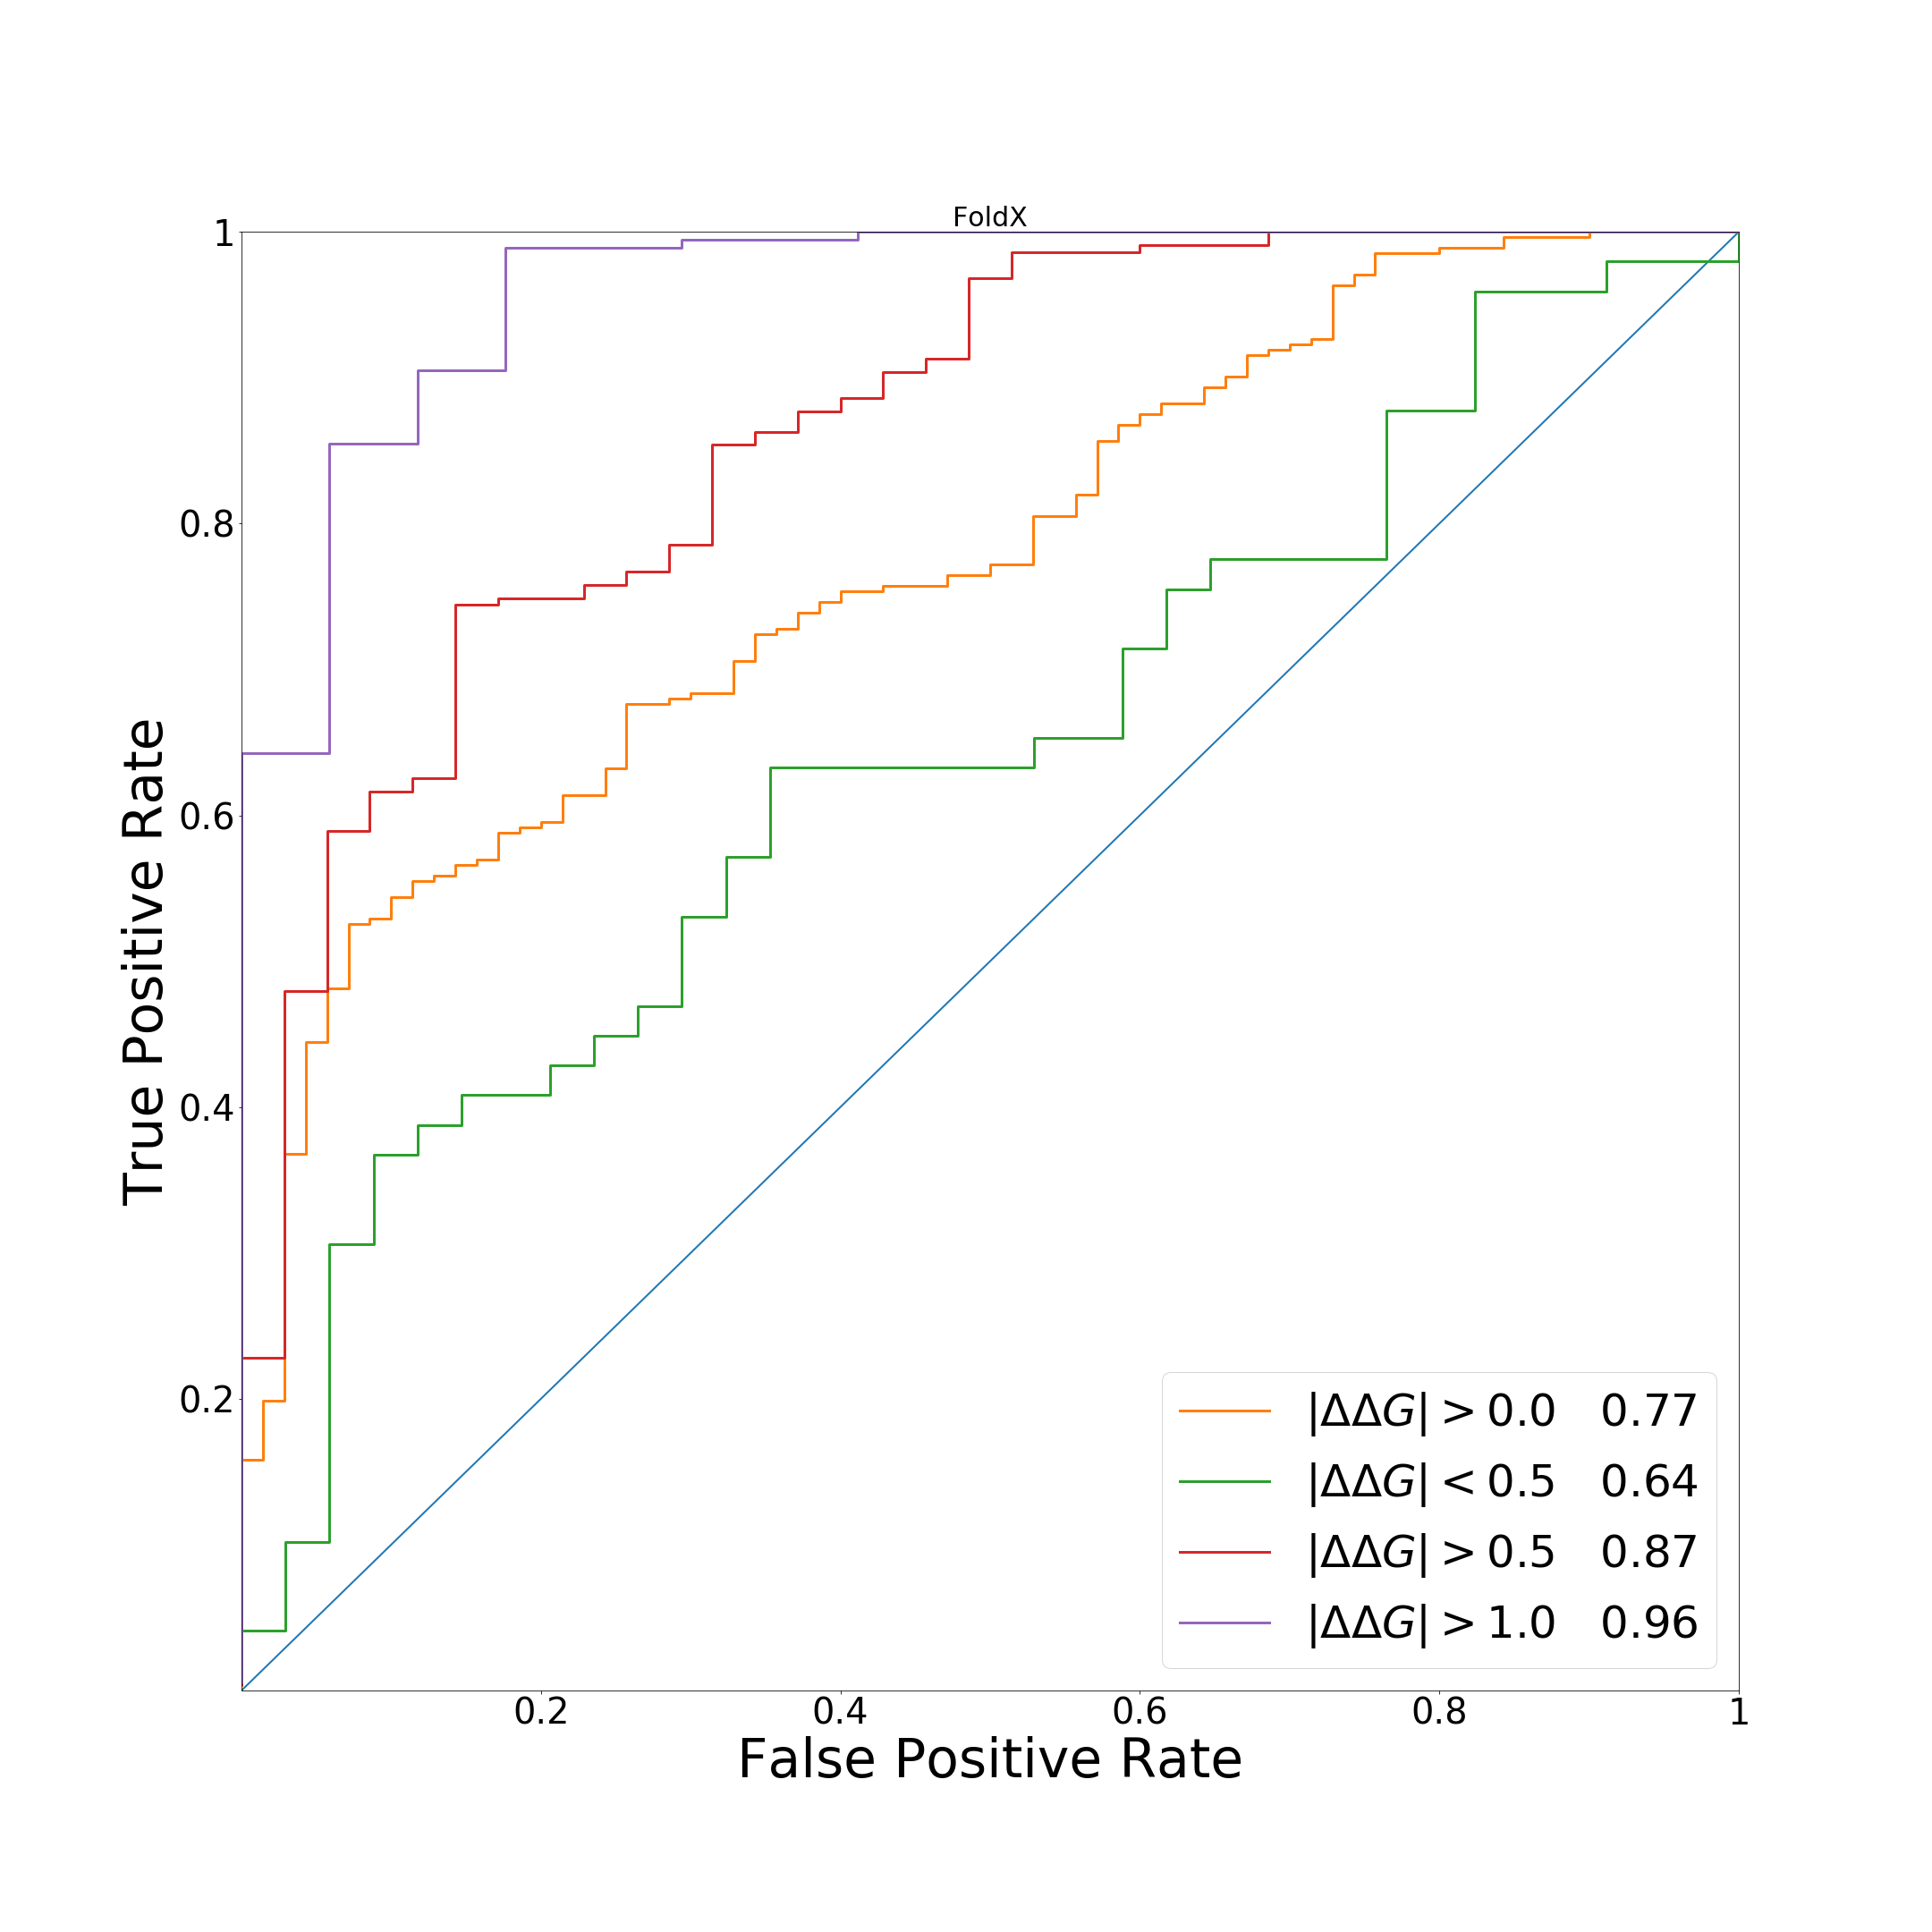 FoldX
1
0.8
0.6
0.4
0.2
True Positive Rate
0.2 0.4 0.6 0.8 1
False Positive Rate
|ΔΔG| > 0.0 0.77
|ΔΔG| < 0.5 0.64
|ΔΔG| > 0.5 0.87
|ΔΔG| > 1.0 0.96